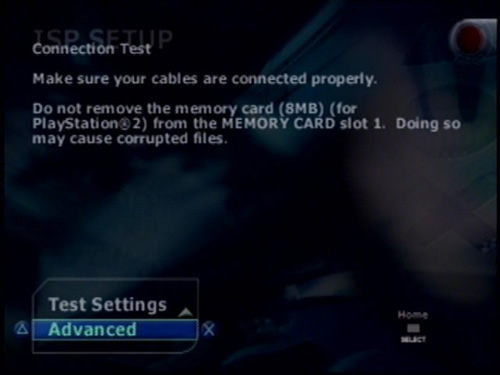 ISP SETUP
Connection Test
Make sure your cables are connected properly.
Do not remove the memory card (8MB) (for
PlayStation®2) from the MEMORY CARD slot 1.  Doing so
may cause corrupted files.
Test Settings
Advanced
Home
SELECT